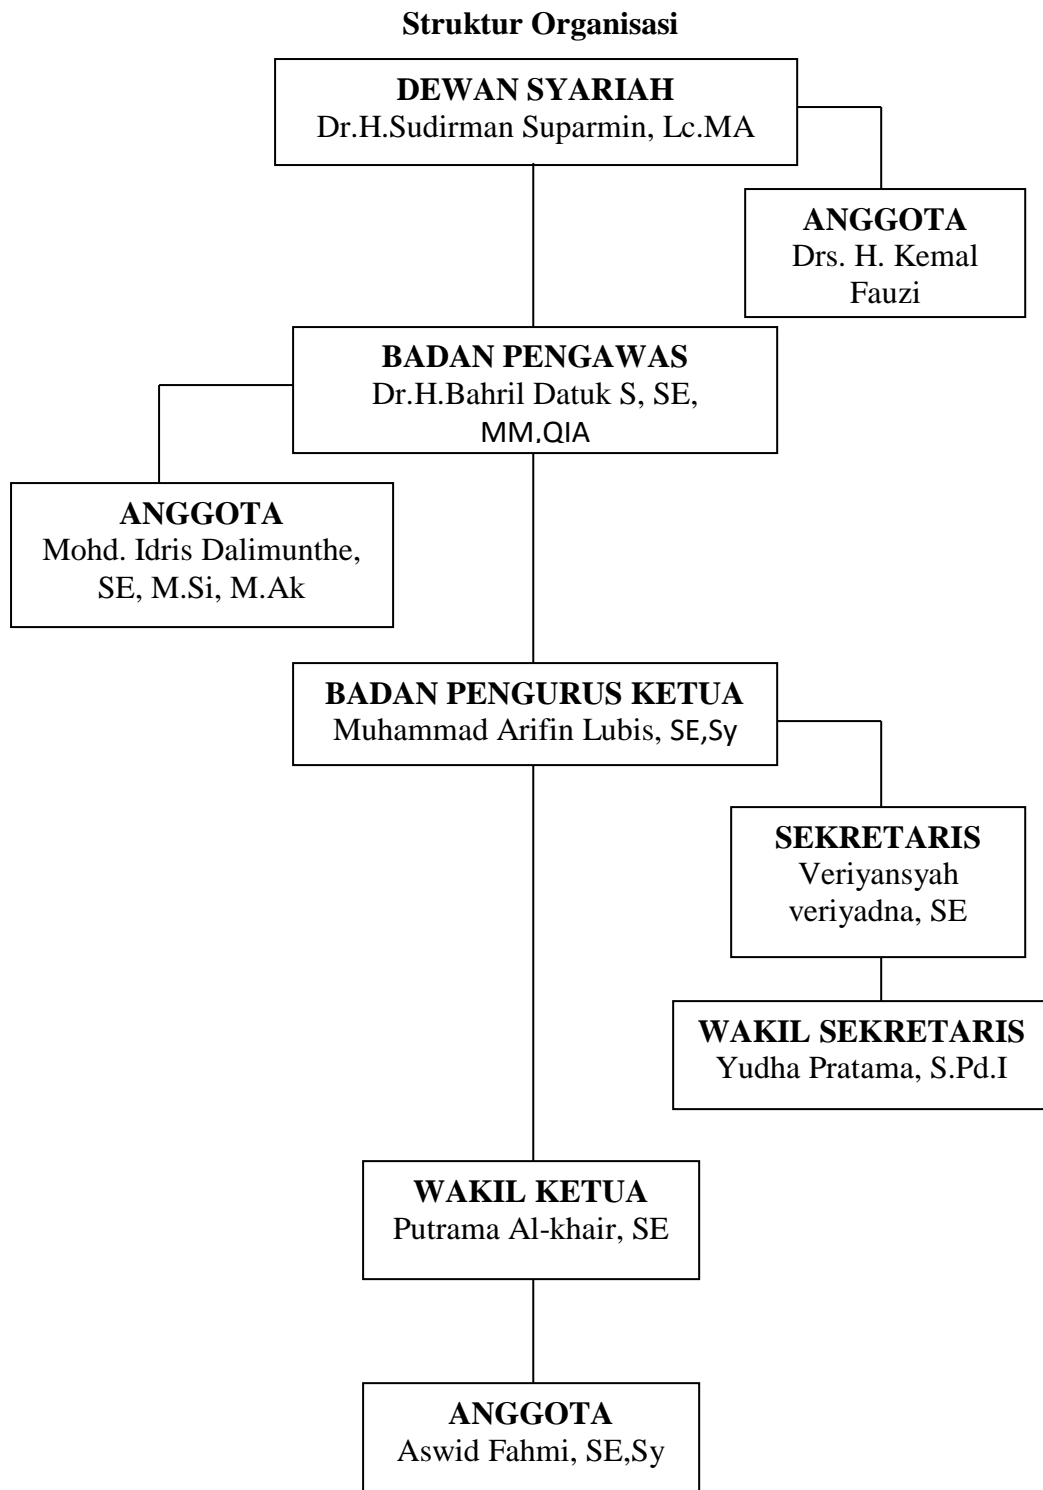 Struktur Organisasi
DEWAN SYARIAH
Dr.H.Sudirman Suparmin, Lc.MA
ANGGOTA
Drs. H. Kemal
Fauzi
BADAN PENGAWAS
Dr.H.Bahril Datuk S, SE,
MM,QIA
ANGGOTA
Mohd. Idris Dalimunthe,
SE, M.Si, M.Ak
BADAN PENGURUS KETUA
Muhammad Arifin Lubis, SE,Sy
SEKRETARIS
Veriyansyah
veriyadna, SE
WAKIL SEKRETARIS
Yudha Pratama, S.Pd.I
WAKIL KETUA
Putrama Al-khair, SE
ANGGOTA
Aswid Fahmi, SE,Sy